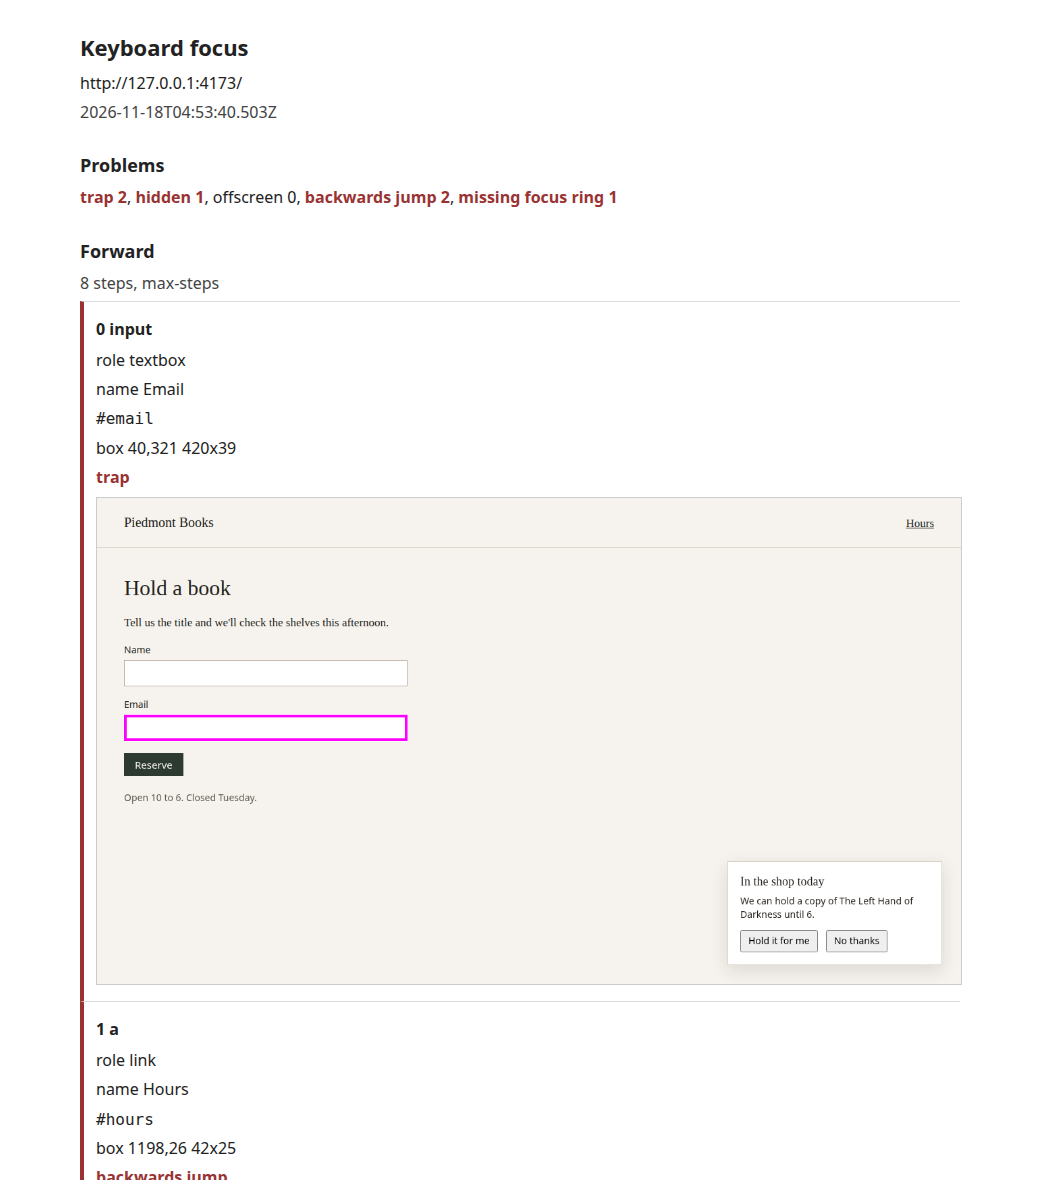 Keyboard focus
http://127.0.0.1:4173/
2026-11-18T04:53:40.503Z
Problems
trap 2, hidden 1, offscreen 0, backwards jump 2, missing focus ring 1
Forward
8 steps, max-steps
0 input
role textbox
name Email
#email
box 40,321 420x39
trap
Piedmont Books
Hours
Hold a book
Tell us the title and we'll check the shelves this afternoon.
Name
Email
Reserve
Open 10 to 6. Closed Tuesday.
In the shop today
We can hold a copy of The Left Hand of
Darkness until 6.
Hold it for me
No thanks
1 a
role link
name Hours
#hours
box 1198,26 42x25
backwards jump